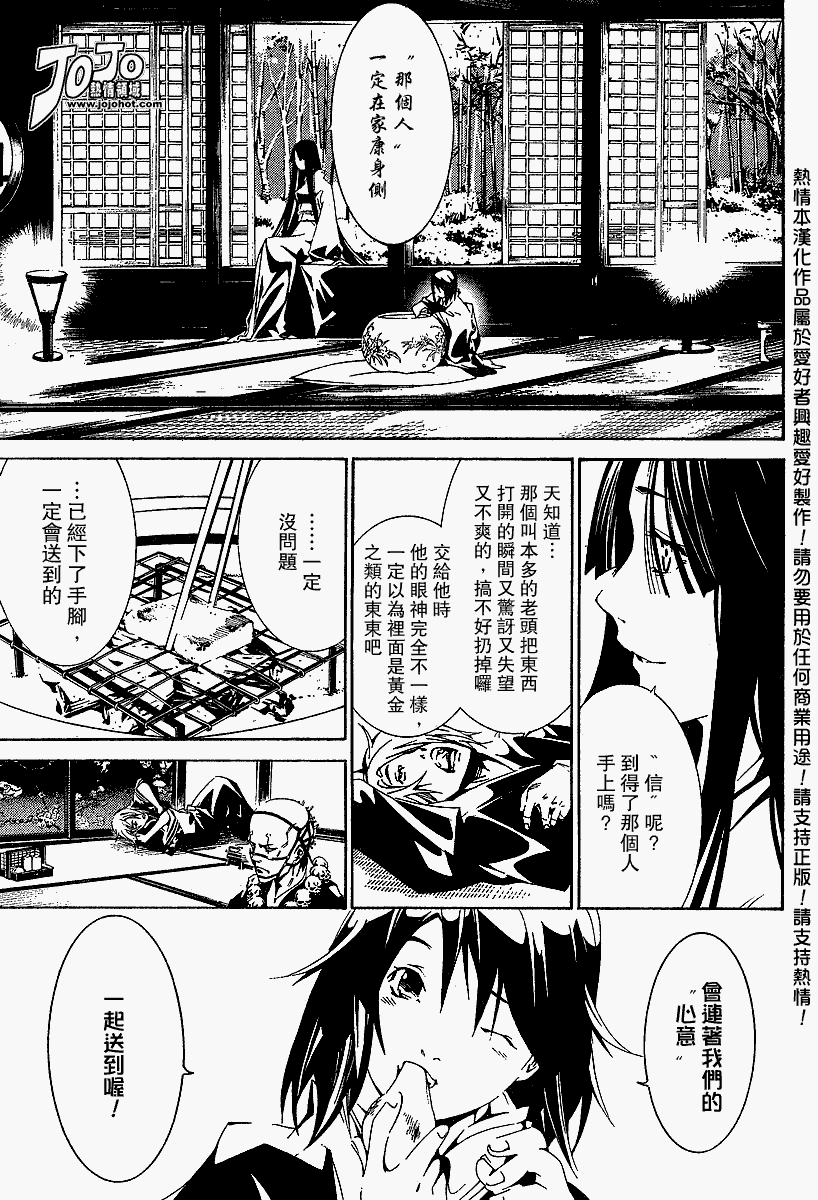 JOJO
熱情領域
www.jojohot.com
〝那個人〞
一定在家康身側
〝信〞呢？
到得了那個人
手上嗎？
天知道…
那個叫本多的老頭把東西
打開的瞬間又驚訝又失望
又不爽的，搞不好扔掉囉
交給他時
他的眼神完全不一樣，
一定以為裡面是黃金
之類的東東吧
……一定
沒問題
…已經下了手腳，
一定會送到的
會連著我們的
〝心意〞
一起送到喔！
熱情本漢化作品屬於愛好者興趣愛好製作！請勿要用於任何商業用途！請支持正版！請支持熱情！